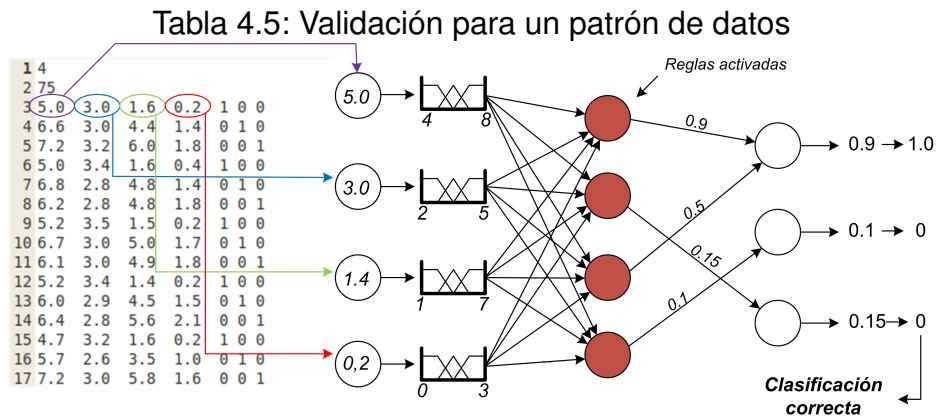 Tabla 4.5: Validación para un patrón de datos
1 4
2 75
3 5.0 3.0 1.6 0.2 1 0 0
4 6.6 3.0 4.4 1.4 0 1 0
5 7.2 3.2 6.0 1.8 0 0 1
6 5.0 3.4 1.6 0.4 1 0 0
7 6.8 2.8 4.8 1.4 0 1 0
8 6.2 2.8 4.8 1.8 0 0 1
9 5.2 3.5 1.5 0.2 1 0 0
10 6.7 3.0 5.0 1.7 0 1 0
11 6.1 3.0 4.9 1.8 0 0 1
12 5.2 3.4 1.4 0.2 1 0 0
13 6.0 2.9 4.5 1.5 0 1 0
14 6.4 2.8 5.6 2.1 0 0 1
15 4.7 3.2 1.6 0.2 1 0 0
16 5.7 2.6 3.5 1.0 0 1 0
17 7.2 3.0 5.8 1.6 0 0 1
5.0
4 8
3.0
2 5
1.4
1 7
0,2
0 3
Reglas activadas
0.9
0.5
0.15
0.1
0.9 1.0
0.1 0
0.15 0
Clasificación
correcta